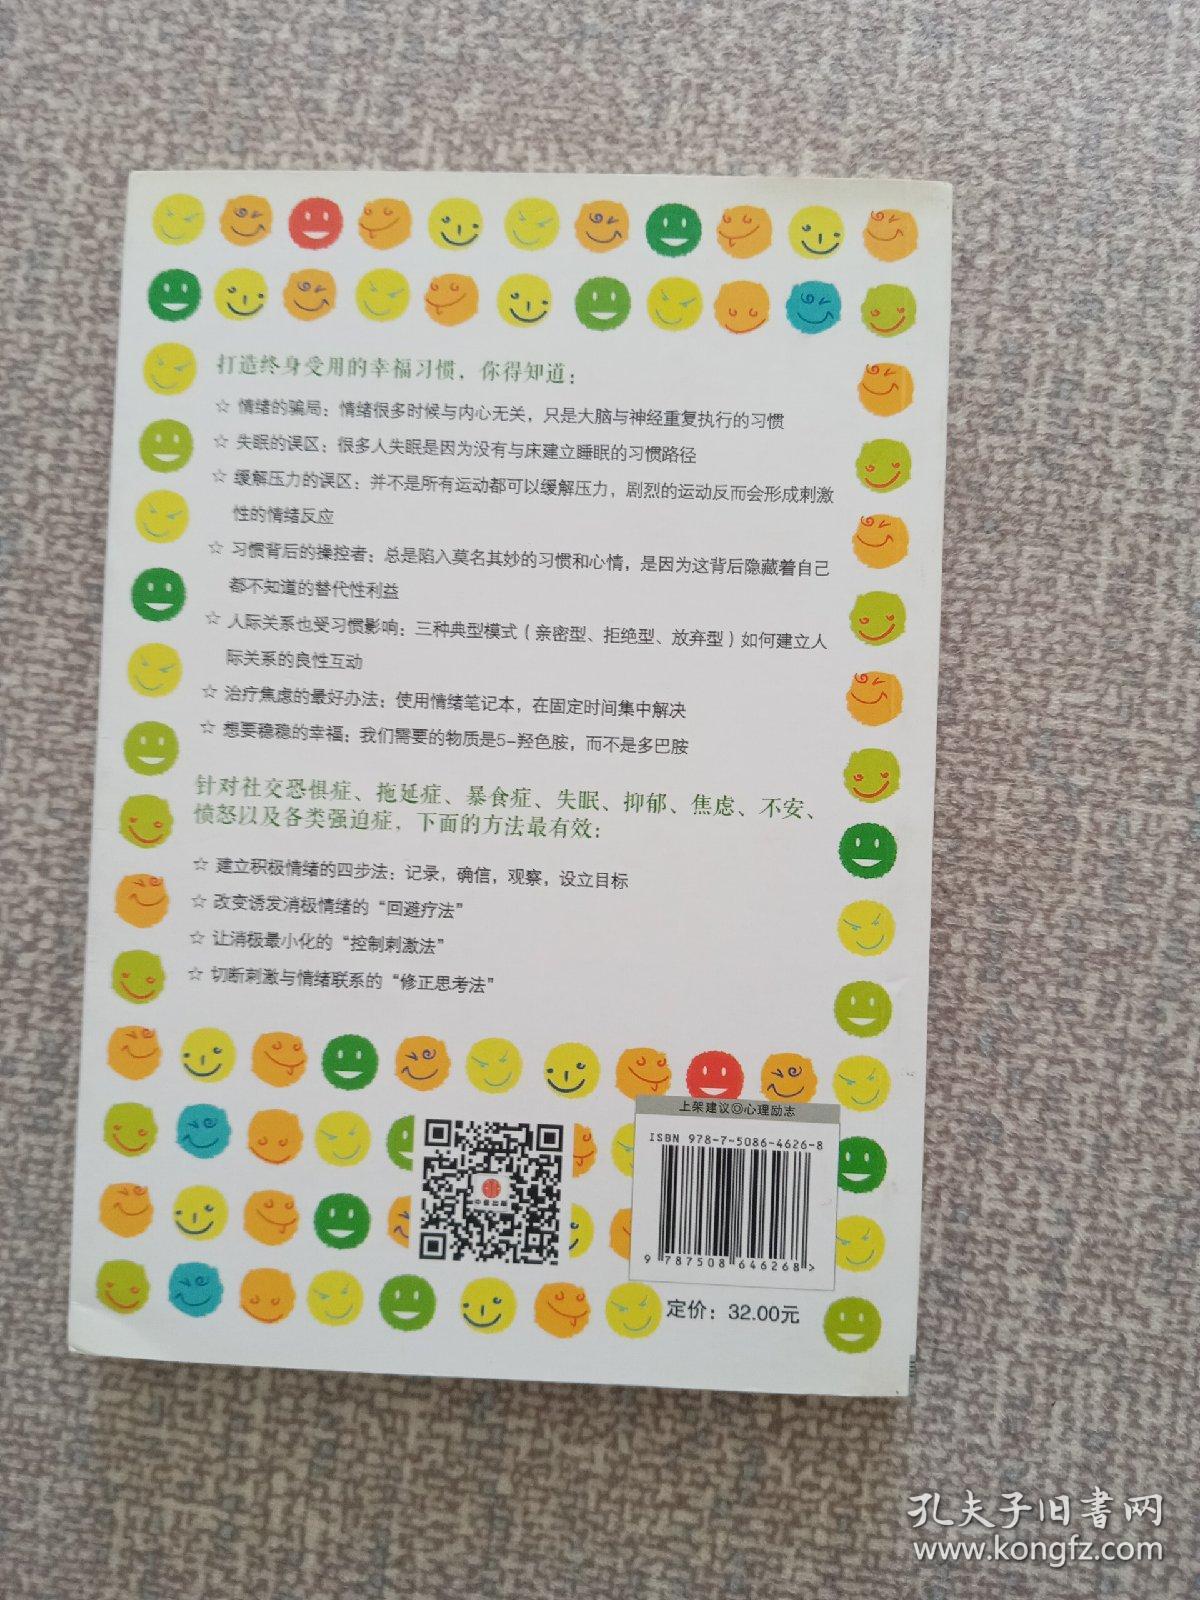 打造终身受用的幸福习惯，你得知道：
☆ 情绪的骗局：情绪很多时候与内心无关，只是大脑与神经重复执行的习惯
☆ 失眠的误区：很多人失眠是因为没有与床建立睡眠的习惯路径
☆ 缓解压力的误区：并不是所有运动都可以缓解压力，剧烈的运动反而会形成刺激
性的情绪反应
☆ 习惯背后的操控者：总是陷入莫名其妙的习惯和心情，是因为这背后隐藏着自己
都不知道的替代性利益
☆ 人际关系也受习惯影响：三种典型模式（亲密型、拒绝型、放弃型）如何建立人
际关系的良性互动
☆ 治疗焦虑的最好办法：使用情绪笔记本，在固定时间集中解决
☆ 想要稳稳的幸福：我们需要的物质是5-羟色胺，而不是多巴胺
针对社交恐惧症、拖延症、暴食症、失眠、抑郁、焦虑、不安、
愤怒以及各类强迫症，下面的方法最有效：
☆ 建立积极情绪的四步法：记录，确信，观察，设立目标
☆ 改变诱发消极情绪的“回避疗法”
☆ 让消极最小化的“控制刺激法”
☆ 切断刺激与情绪联系的“修正思考法”
上架建议◎心理励志
ISBN 978-7-5086-4626-8
9 787508 646268 >
中信出版
定价：32.00元
孔夫子旧书网
www.kongfz.com